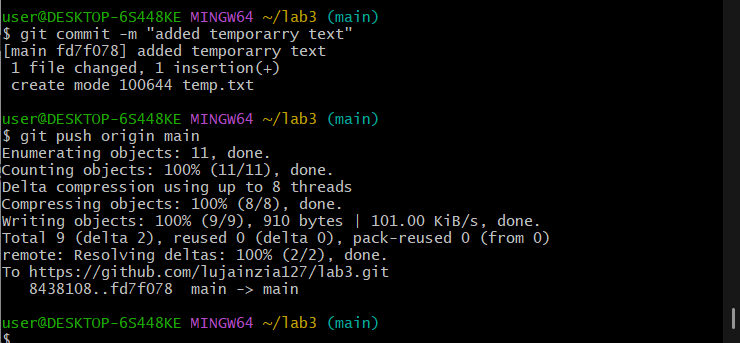 user@DESKTOP-6S448KE MINGW64 ~/lab3 (main)
$ git commit -m "added temporarry text"
[main fd7f078] added temporarry text
 1 file changed, 1 insertion(+)
 create mode 100644 temp.txt
user@DESKTOP-6S448KE MINGW64 ~/lab3 (main)
$ git push origin main
Enumerating objects: 11, done.
Counting objects: 100% (11/11), done.
Delta compression using up to 8 threads
Compressing objects: 100% (8/8), done.
Writing objects: 100% (9/9), 910 bytes | 101.00 KiB/s, done.
Total 9 (delta 2), reused 0 (delta 0), pack-reused 0 (from 0)
remote: Resolving deltas: 100% (2/2), done.
To https://github.com/lujainzia127/lab3.git
   8438108..fd7f078  main -> main
user@DESKTOP-6S448KE MINGW64 ~/lab3 (main)
$